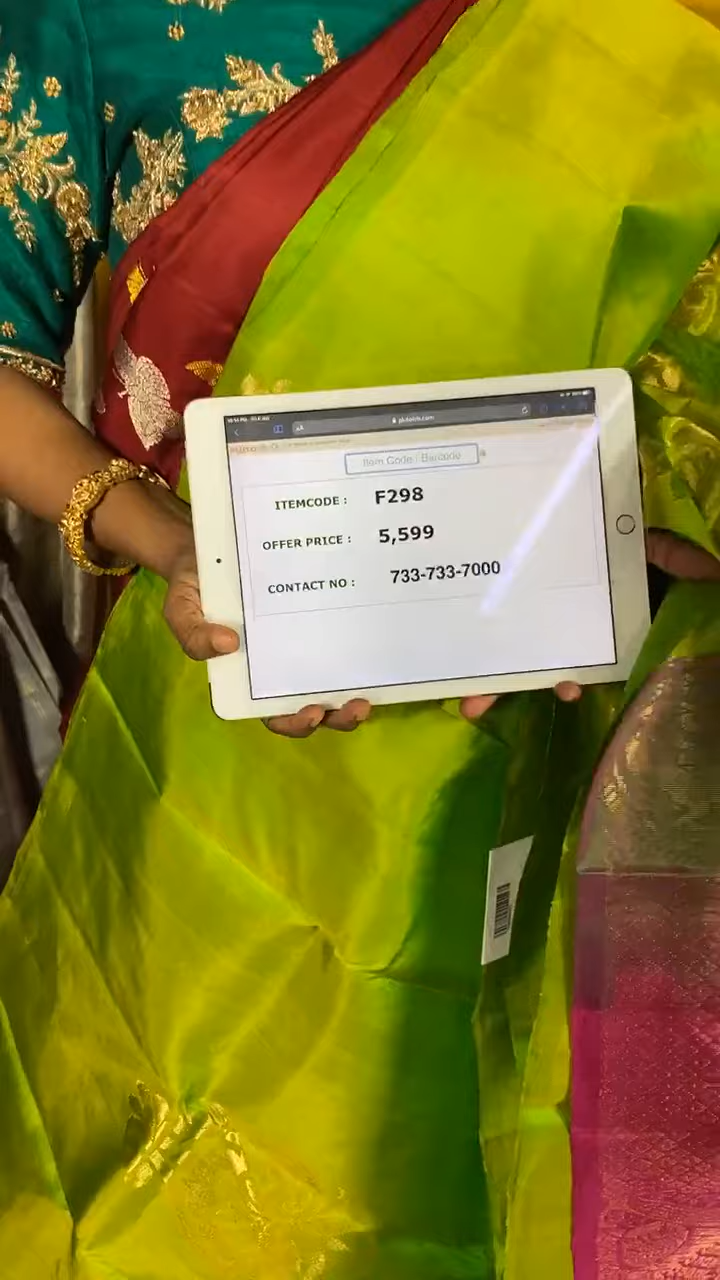 Item Code / Barcode
ITEMCODE : F298
OFFER PRICE : 5,599
CONTACT NO : 733-733-7000